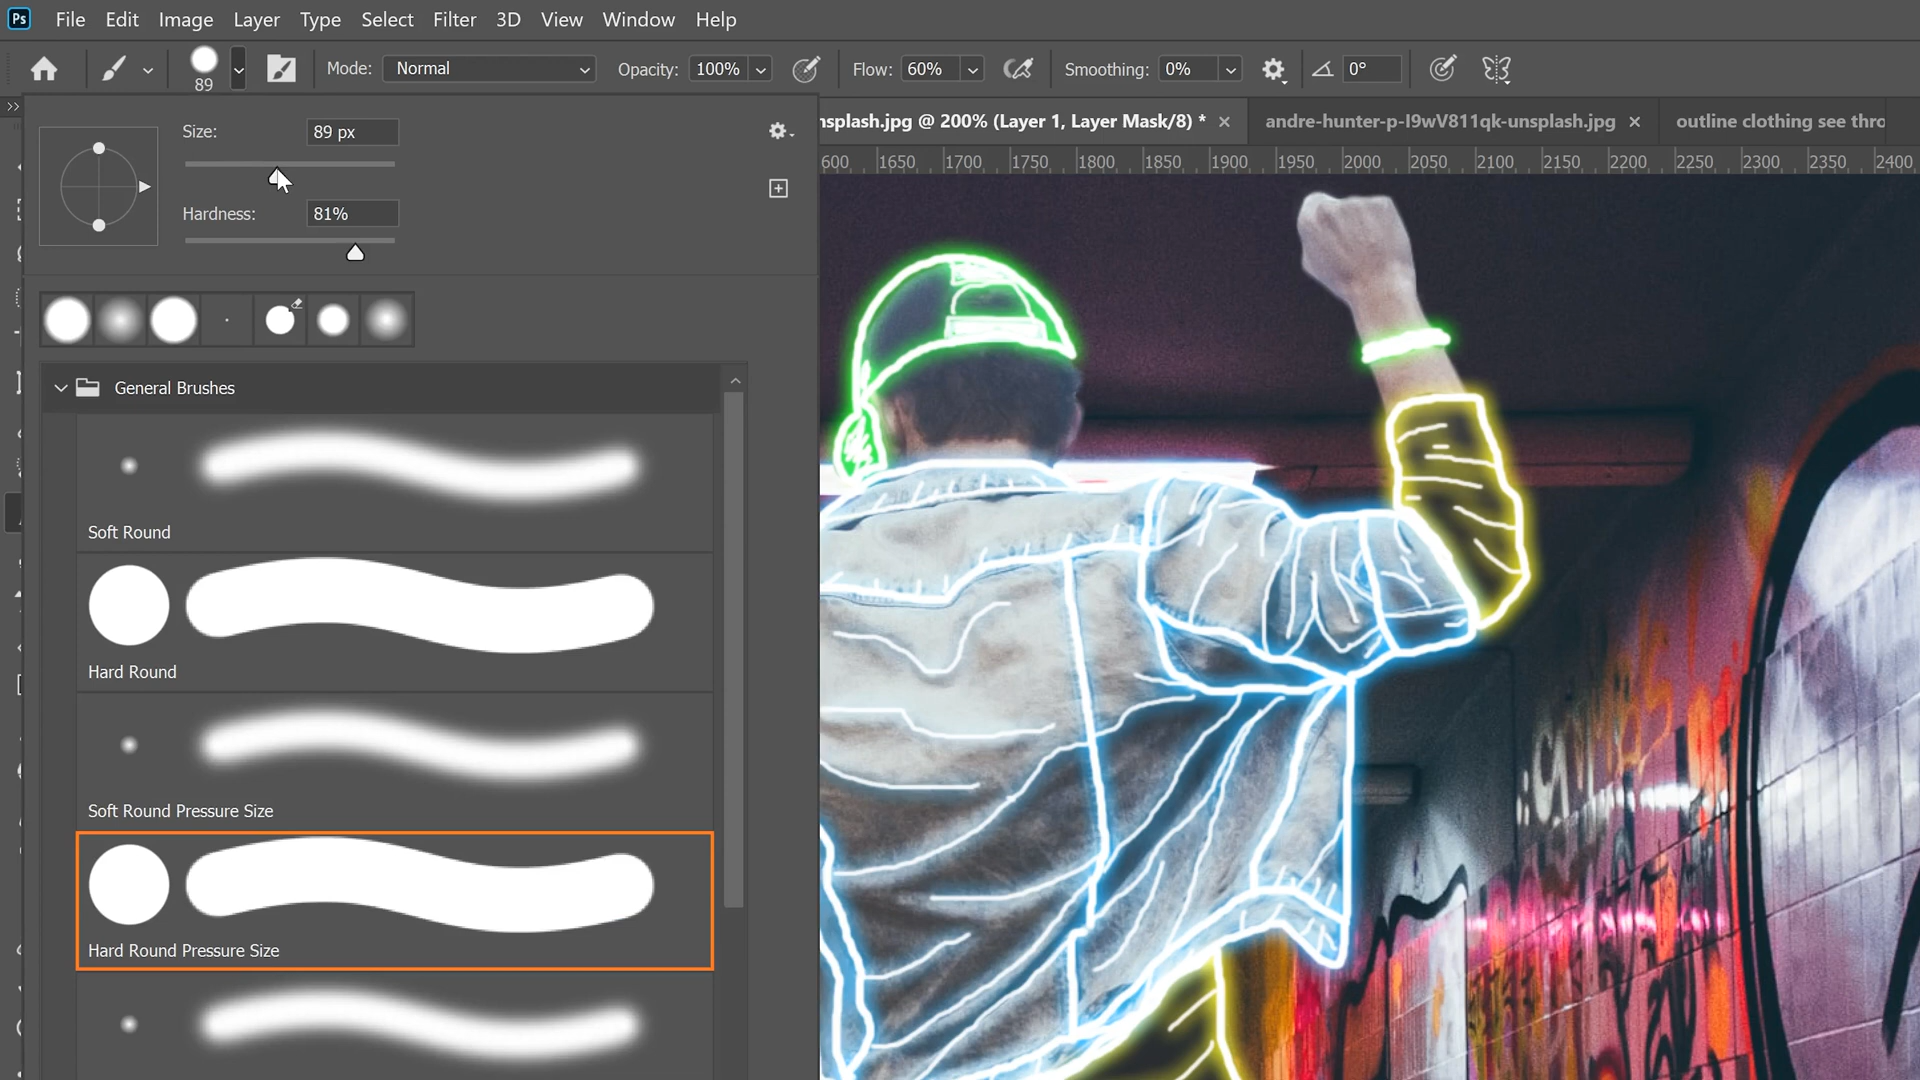 Ps File Edit Image Layer Type Select Filter 3D View Window Help
89 Mode: Normal Opacity: 100% Flow: 60% Smoothing: 0% 0°
nsplash.jpg @ 200% (Layer 1, Layer Mask/8) * × andre-hunter-p-I9wV811qk-unsplash.jpg × outline clothing see thro
Size: 89 px
600 1650 1700 1750 1800 1850 1900 1950 2000 2050 2100 2150 2200 2250 2300 2350 2400
Hardness: 81%
General Brushes
Soft Round
Hard Round
Soft Round Pressure Size
Hard Round Pressure Size